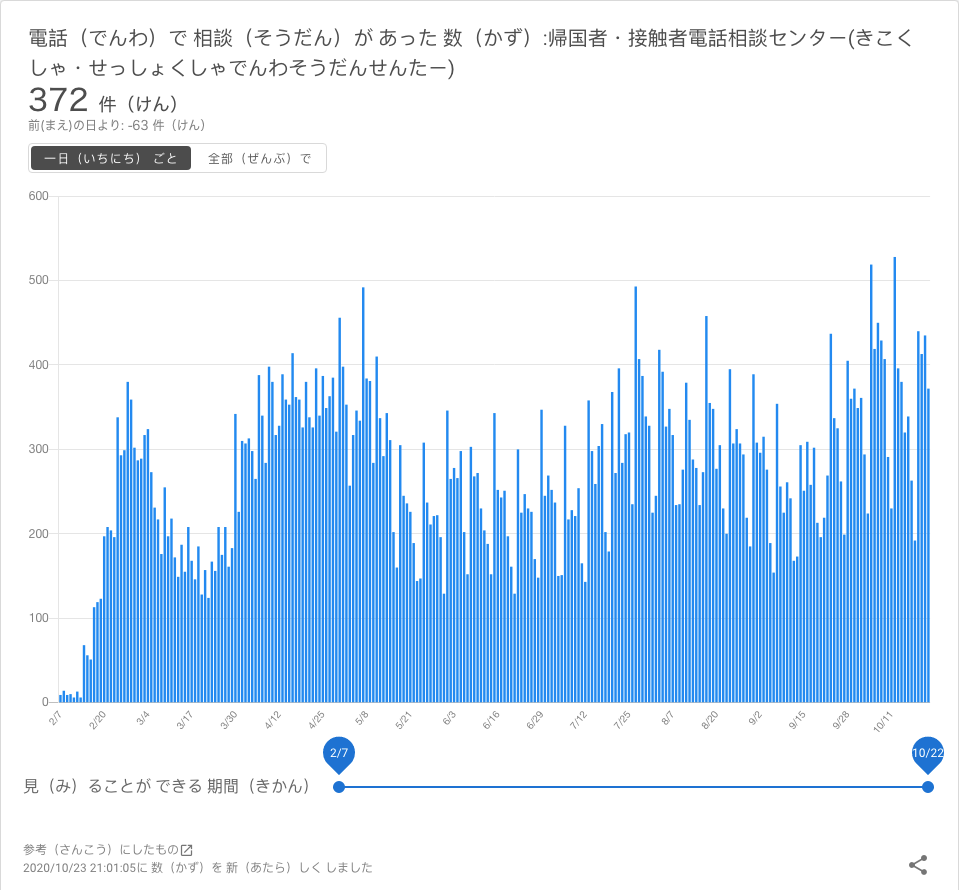 電話（でんわ）で 相談（そうだん）が あった 数（かず）:帰国者・接触者電話相談センター(きこく
しゃ・せっしょくしゃでんわそうだんせんたー)
372 件（けん）
前(まえ)の日より: -63 件（けん）
一日（いちにち） ごと 全部（ぜんぶ）で
600
500
400
300
200
100
0
2/7 2/20 3/4 3/17 3/30 4/12 4/25 5/8 5/21 6/3 6/16 6/29 7/12 7/25 8/7 8/20 9/2 9/15 9/28 10/11
2/7 10/22
見（み）ることが できる 期間（きかん）
参考（さんこう）にしたもの
2020/10/23 21:01:05に 数（かず）を 新（あたら）しく しました